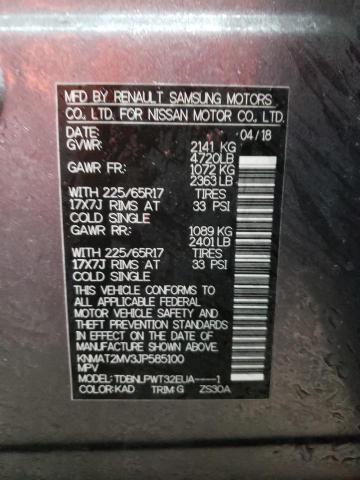 MFD BY RENAULT SAMSUNG MOTORS
CO. LTD. FOR NISSAN MOTOR CO., LTD.
DATE: 04/18
GVWR: 2141 KG
4720LB
GAWR FR: 1072 KG
2363 LB
WITH 225/65R17 TIRES
17X7J RIMS AT 33 PSI
COLD SINGLE
GAWR RR: 1089 KG
2401 LB
WITH 225/65R17 TIRES
17X7J RIMS AT 33 PSI
COLD SINGLE
THIS VEHICLE CONFORMS TO
ALL APPLICABLE FEDERAL
MOTOR VEHICLE SAFETY
STANDARDS IN EFFECT ON
THE DATE OF MANUFACTURE
SHOWN ABOVE.
KNMAT2MV3JP585100
MPV
MODEL:TDBNLPWT32EUA----1
COLOR:KAD TRIM:G ZS30A